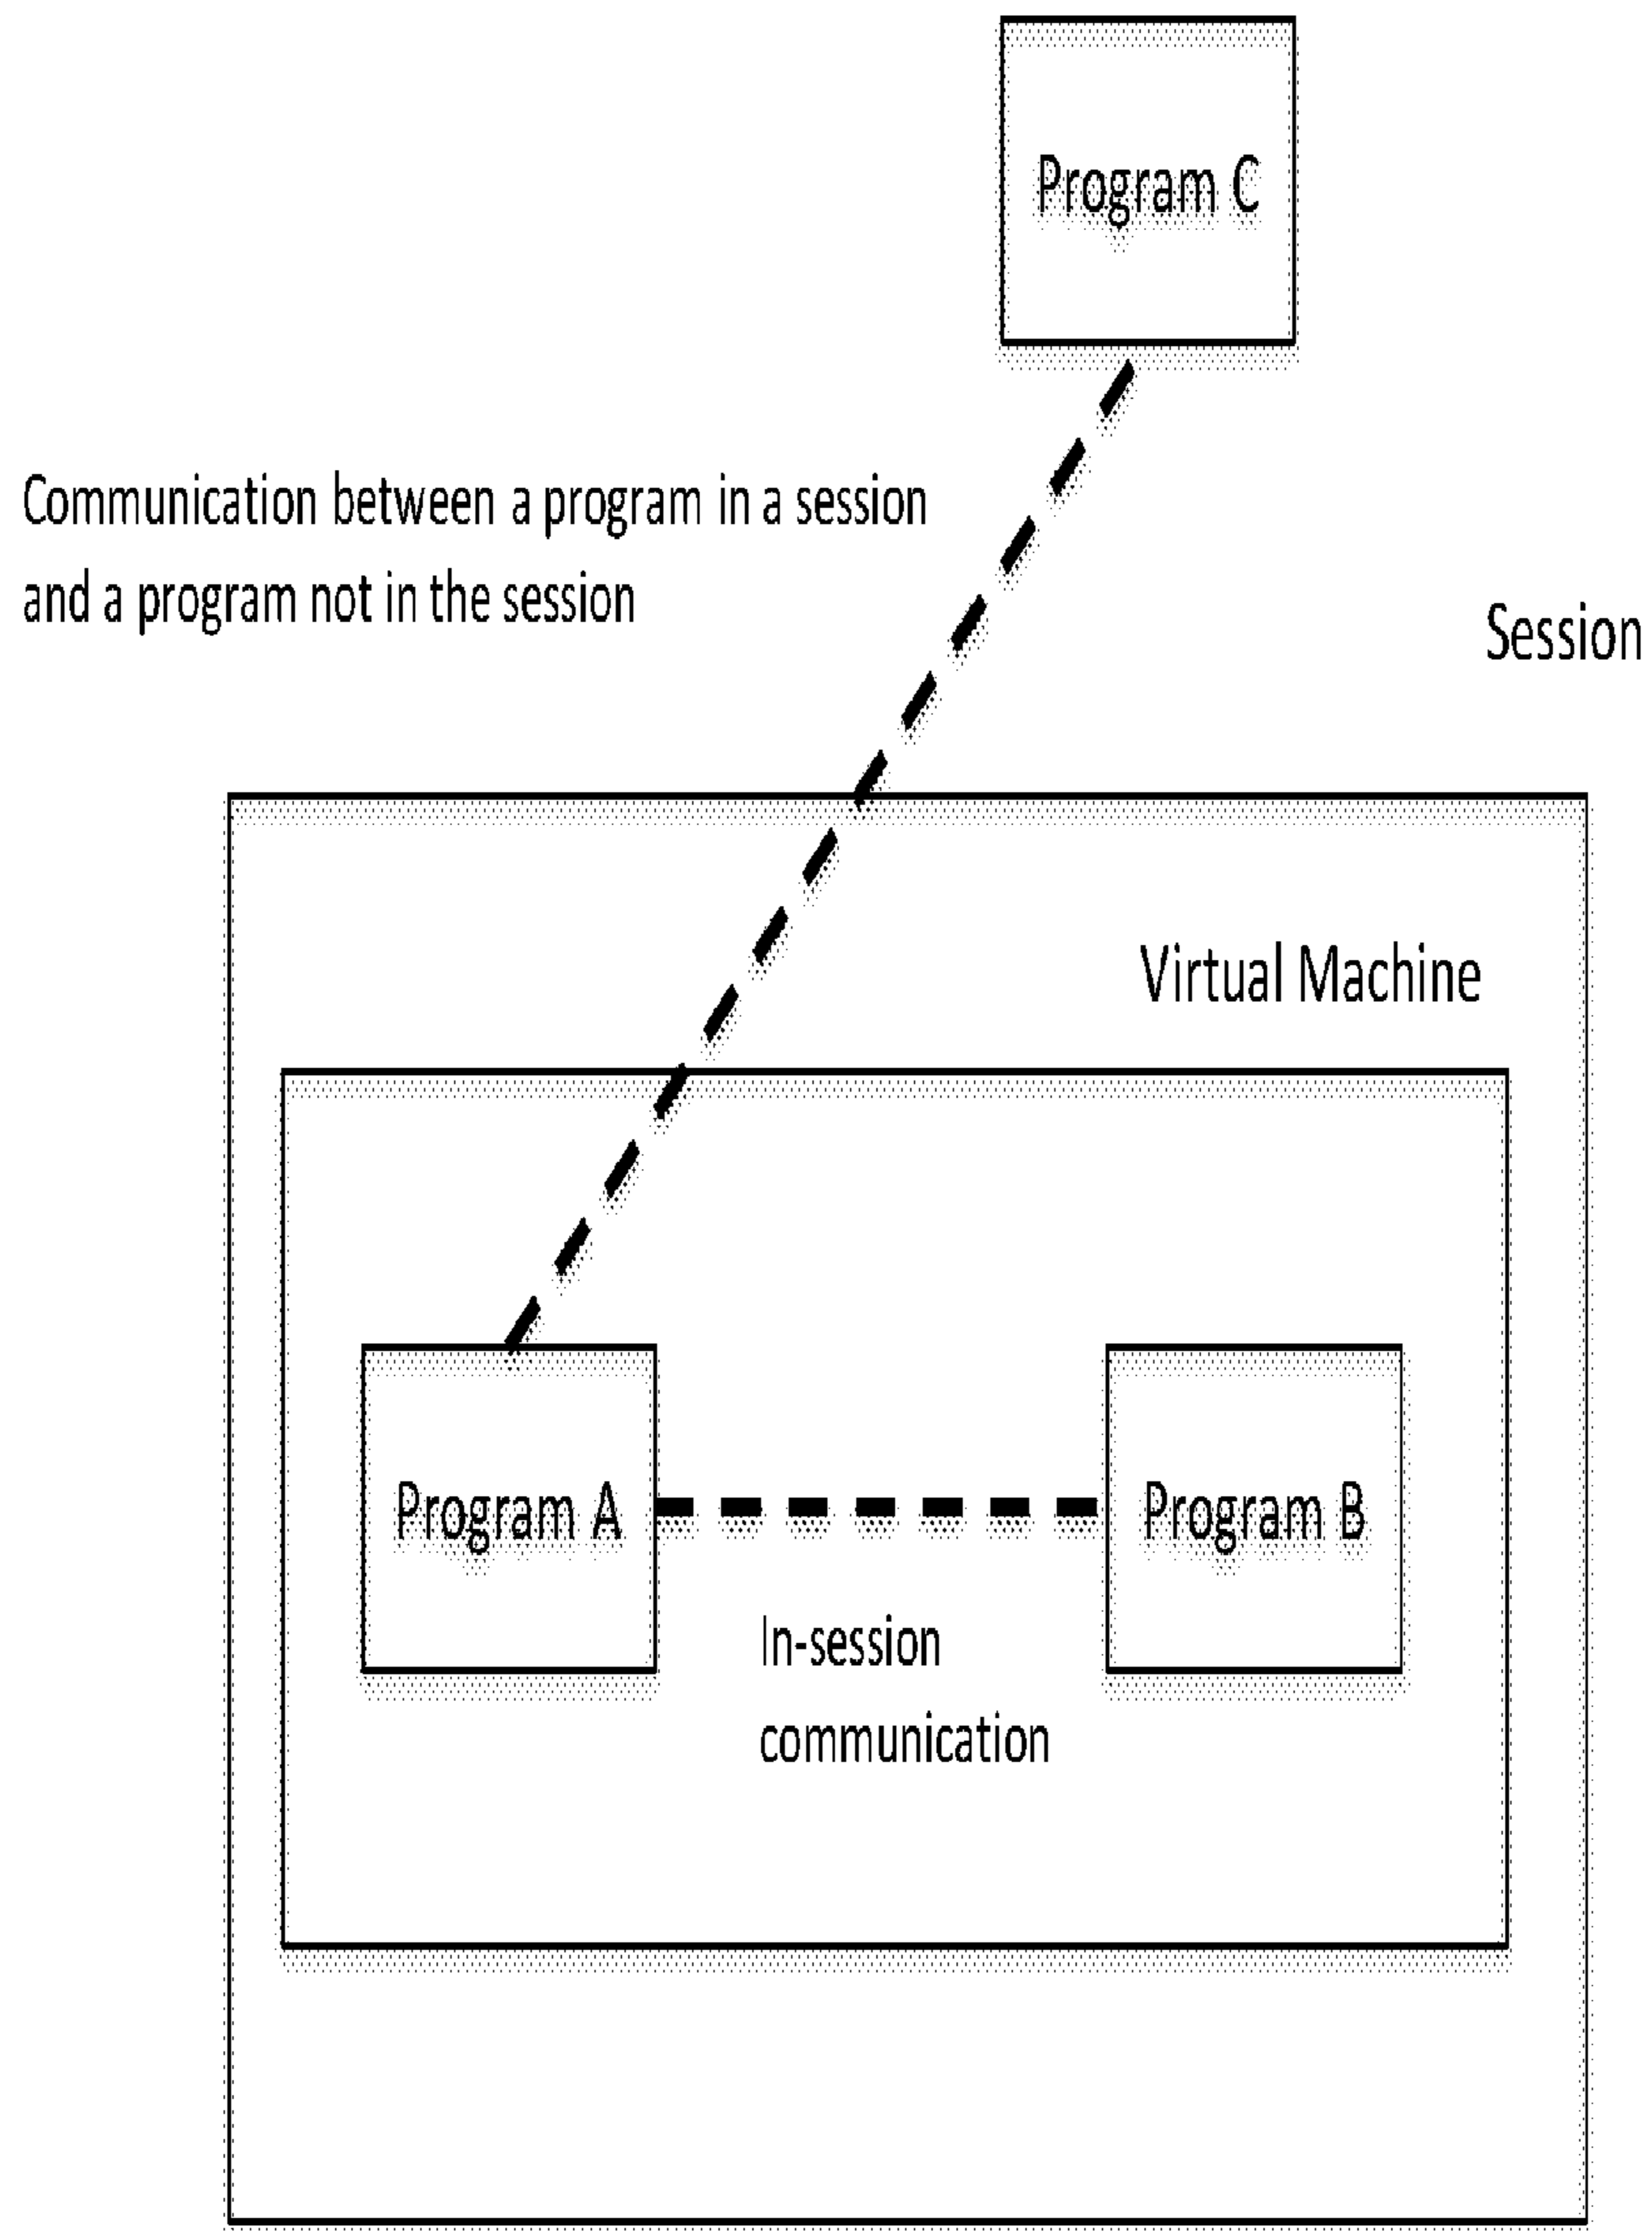 Program C
Communication between a program in a session
and a program not in the session
Session
Virtual Machine
Program A
Program B
In-session
communication